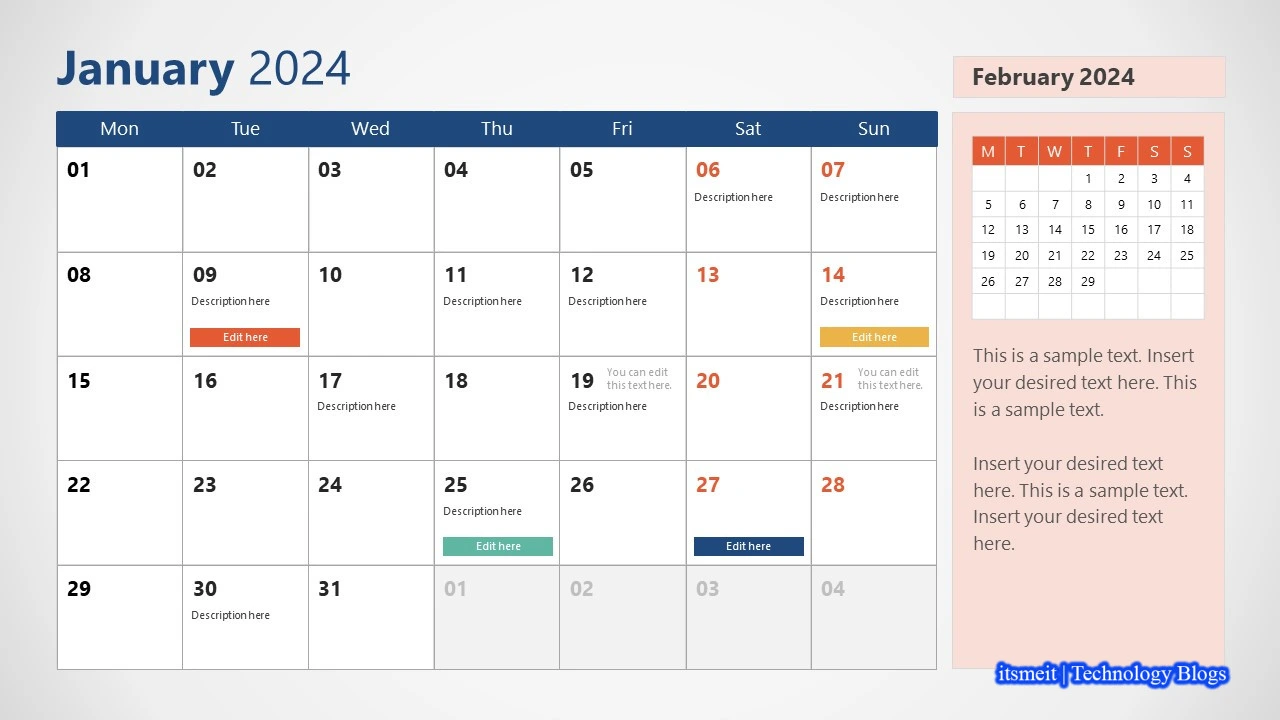 January 2024
Mon Tue Wed Thu Fri Sat Sun
01 02 03 04 05 06 07
Description here Description here
08 09 10 11 12 13 14
Description here Description here Description here Description here
Edit here Edit here
15 16 17 18 19 You can edit 20 21 You can edit
this text here. this text here.
Description here Description here Description here
22 23 24 25 26 27 28
Description here
Edit here Edit here
29 30 31 01 02 03 04
Description here
February 2024
M T W T F S S
1 2 3 4
5 6 7 8 9 10 11
12 13 14 15 16 17 18
19 20 21 22 23 24 25
26 27 28 29
This is a sample text. Insert
your desired text here. This
is a sample text.
Insert your desired text
here. This is a sample text.
Insert your desired text
here.
itsmeit | Technology Blogs